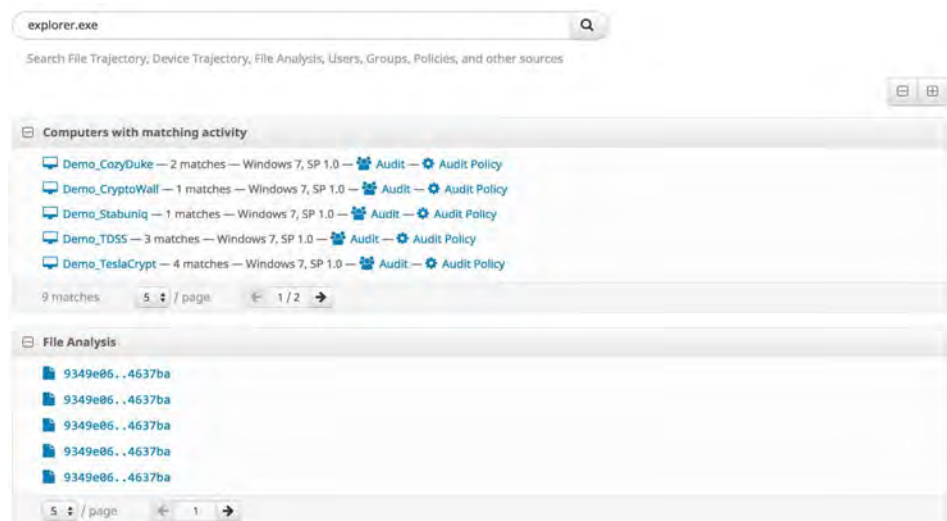 explorer.exe
Search File Trajectory, Device Trajectory, File Analysis, Users, Groups, Policies, and other sources
Computers with matching activity
Demo_CozyDuke — 2 matches — Windows 7, SP 1.0 — Audit — Audit Policy
Demo_CryptoWall — 1 matches — Windows 7, SP 1.0 — Audit — Audit Policy
Demo_Stabuniq — 1 matches — Windows 7, SP 1.0 — Audit — Audit Policy
Demo_TDSS — 3 matches — Windows 7, SP 1.0 — Audit — Audit Policy
Demo_TeslaCrypt — 4 matches — Windows 7, SP 1.0 — Audit — Audit Policy
9 matches 5 / page 1 / 2
File Analysis
9349e06..4637ba
9349e06..4637ba
9349e06..4637ba
9349e06..4637ba
9349e06..4637ba
5 / page 1